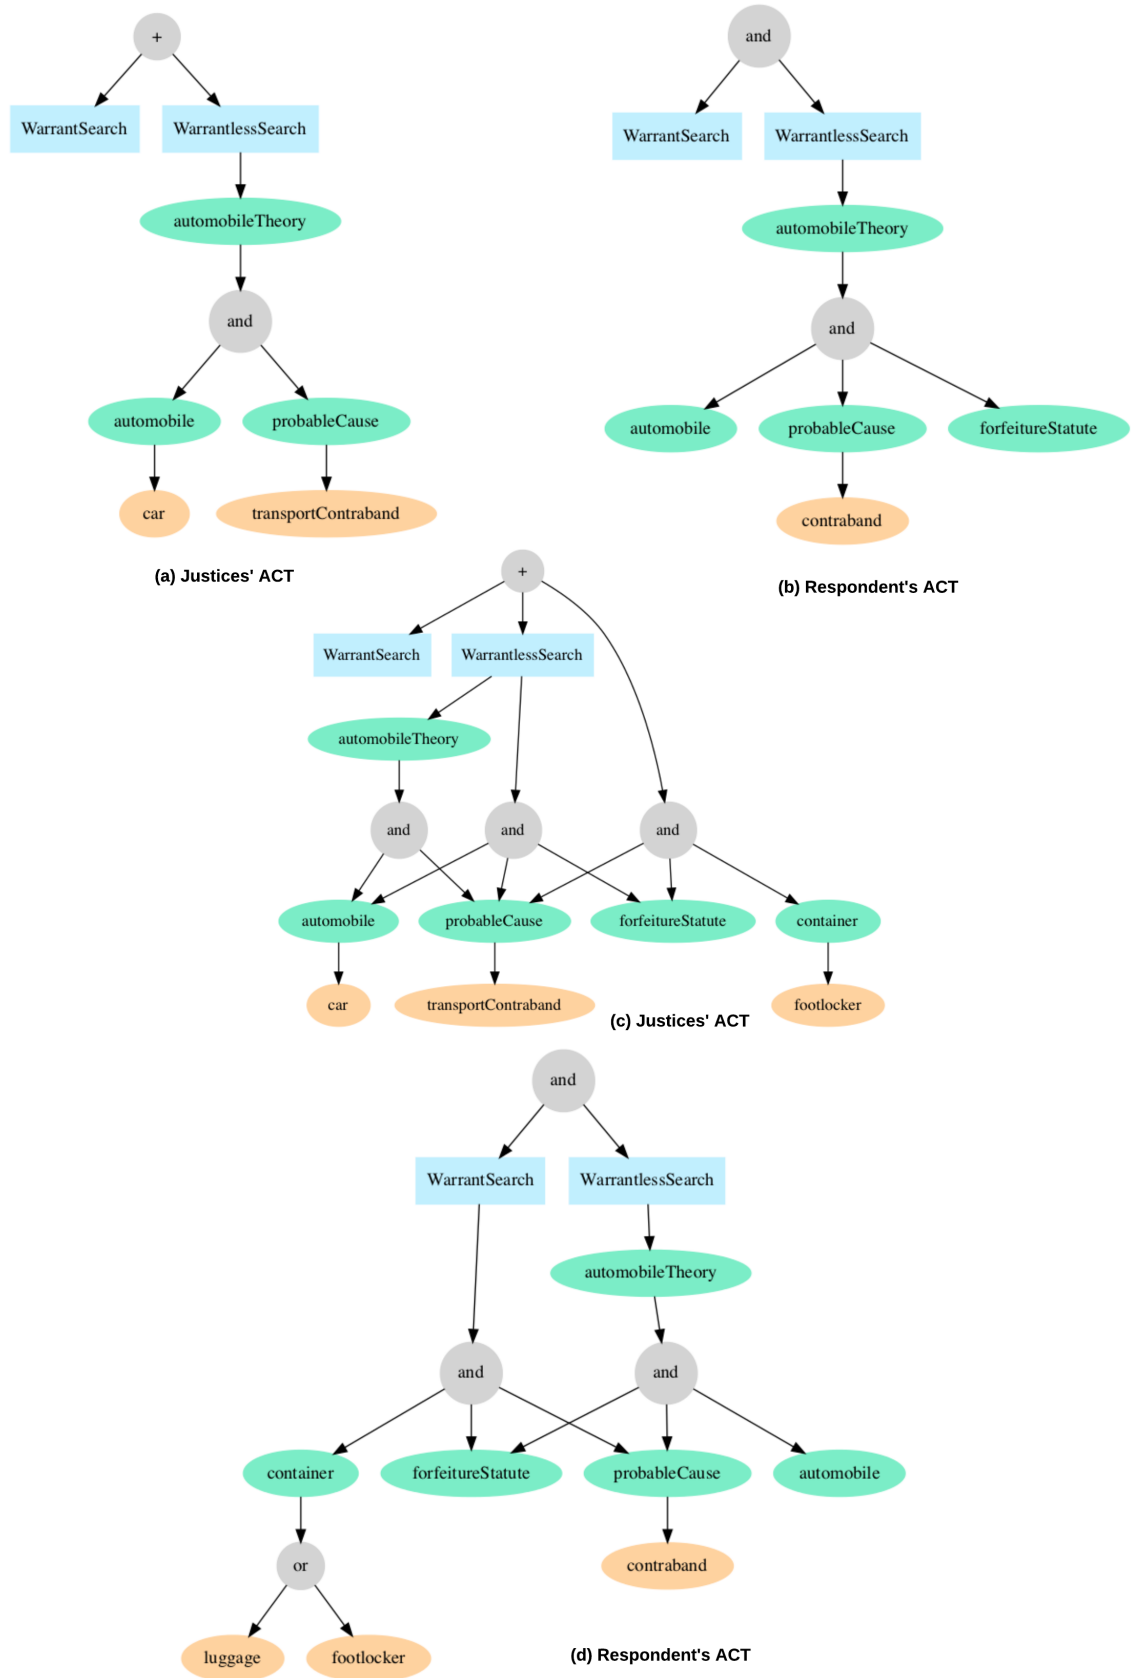 +
WarrantSearch
WarrantlessSearch
automobileTheory
and
automobile
probableCause
car
transportContraband
(a) Justices' ACT
and
WarrantSearch
WarrantlessSearch
automobileTheory
and
automobile
probableCause
forfeitureStatute
contraband
(b) Respondent's ACT
+
WarrantSearch
WarrantlessSearch
automobileTheory
and
and
and
automobile
probableCause
forfeitureStatute
container
car
transportContraband
footlocker
(c) Justices' ACT
and
WarrantSearch
WarrantlessSearch
automobileTheory
and
and
container
forfeitureStatute
probableCause
automobile
or
contraband
luggage
footlocker
(d) Respondent's ACT